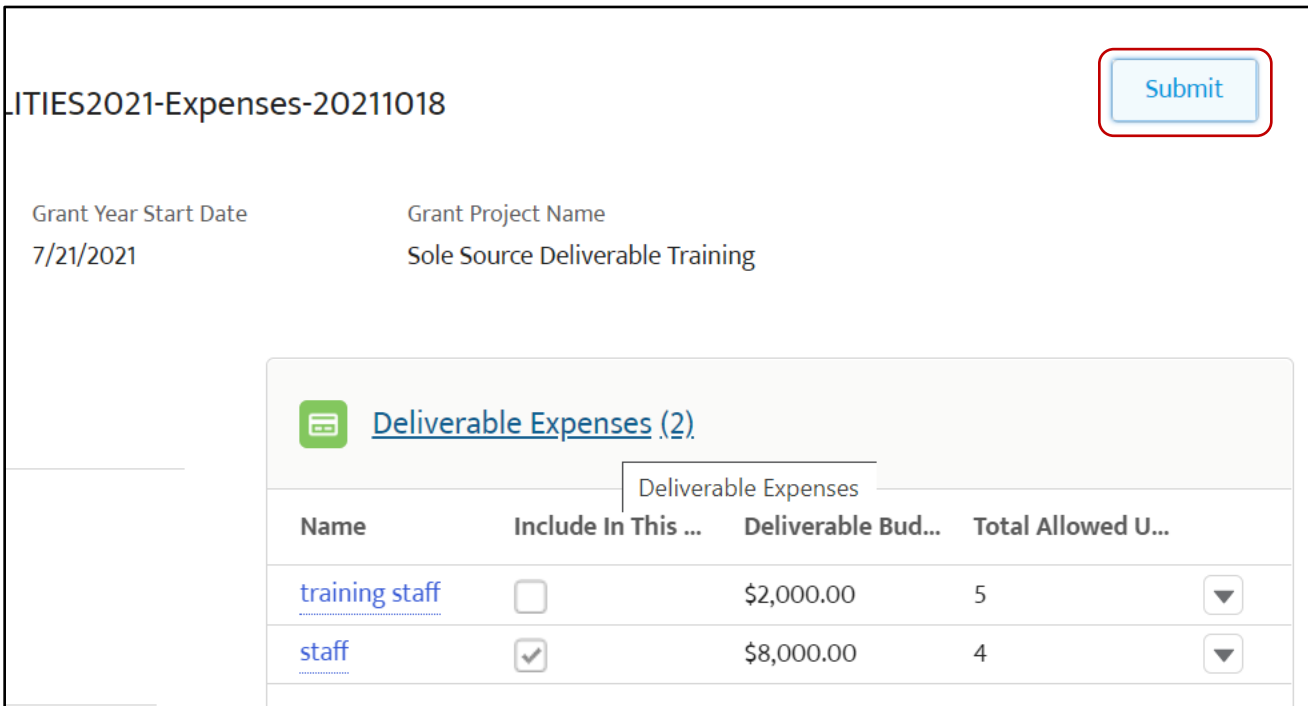 Submit
LITIES2021-Expenses-20211018
Grant Year Start Date Grant Project Name
7/21/2021 Sole Source Deliverable Training
Deliverable Expenses (2)
Deliverable Expenses
Name Include In This ... Deliverable Bud... Total Allowed U...
training staff $2,000.00 5
staff $8,000.00 4